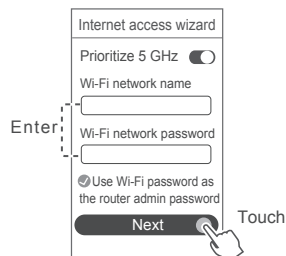 Internet access wizard
Prioritize 5 GHz
Wi-Fi network name
Enter
Wi-Fi network password
Use Wi-Fi password as
the router admin password
Next
Touch